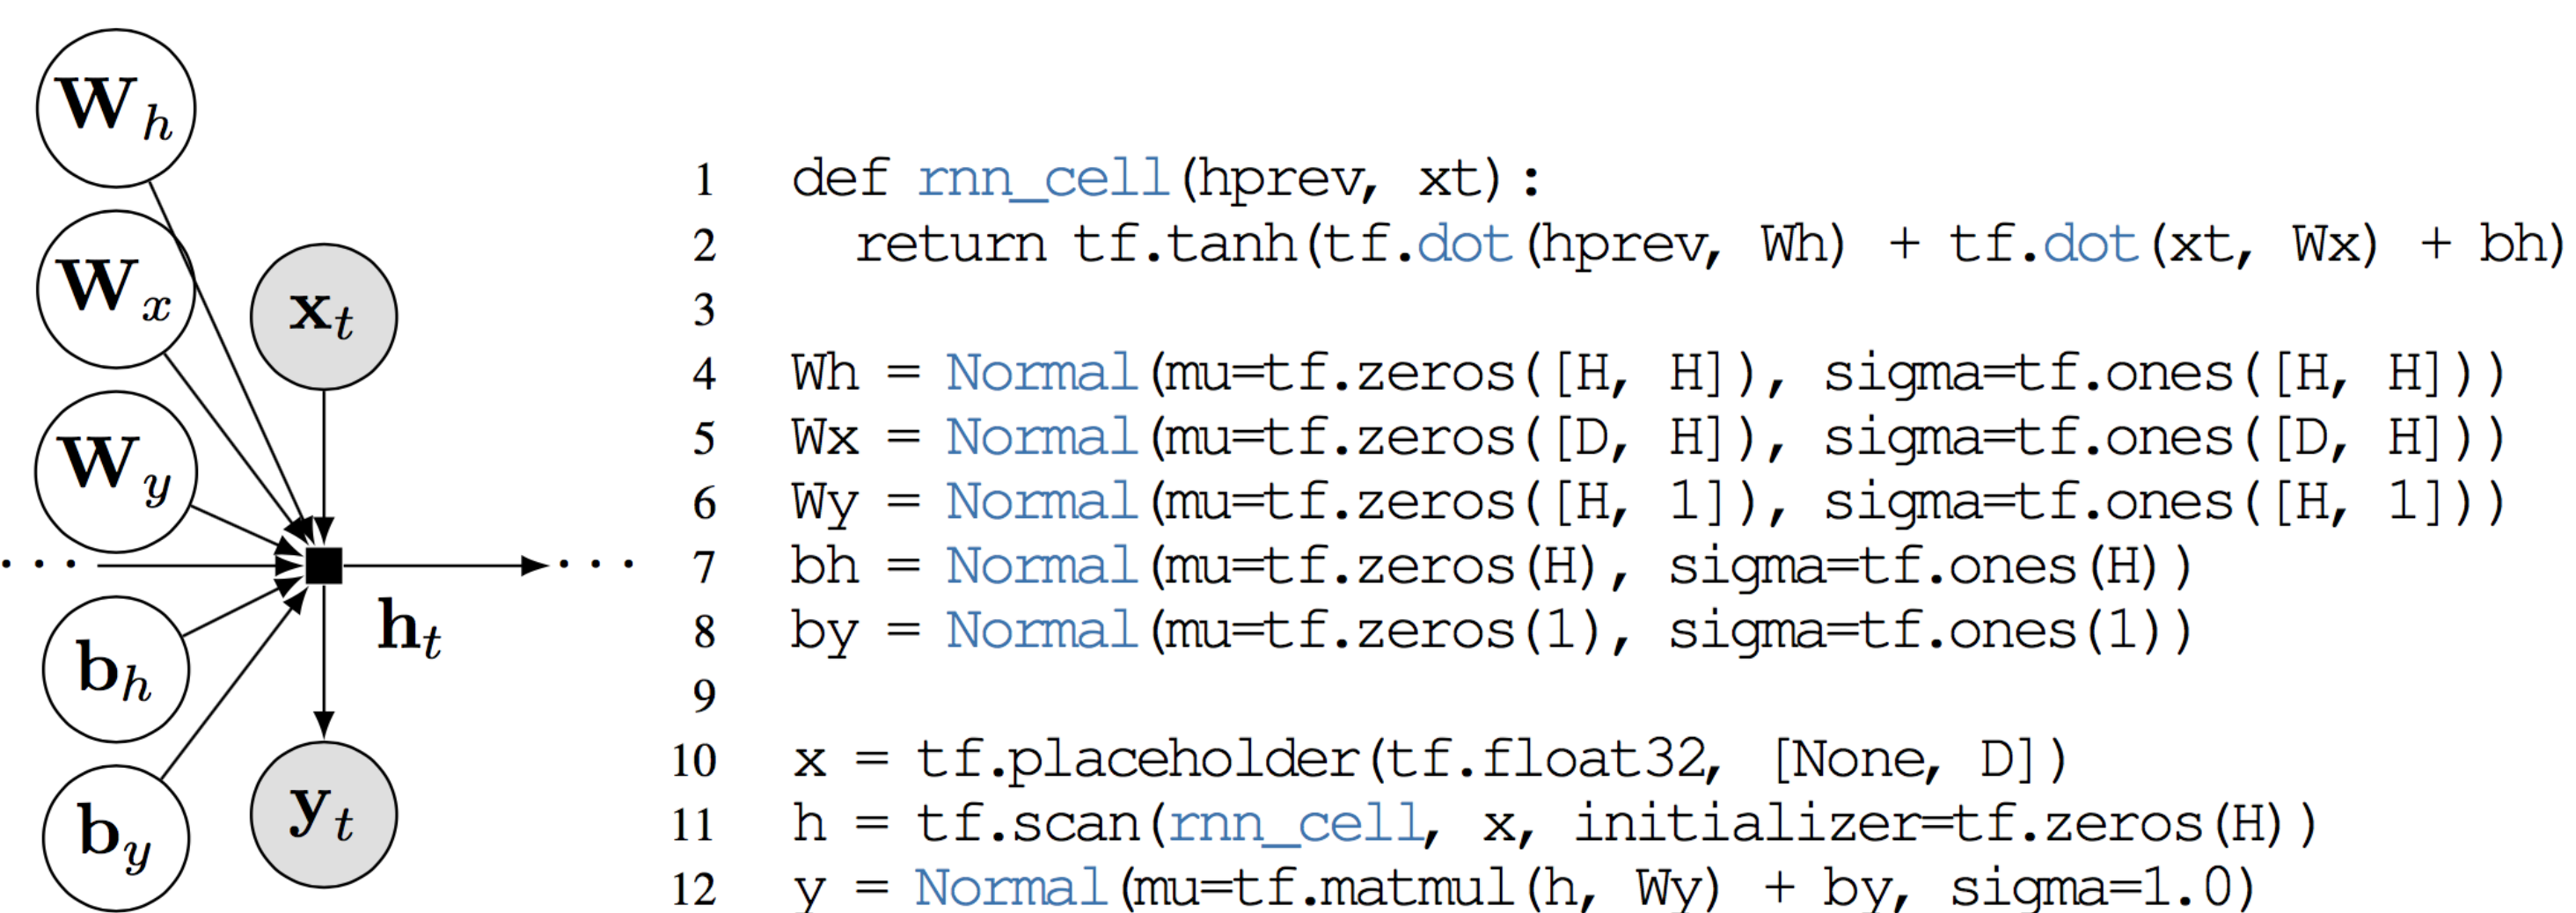 W_h
W_x
x_t
W_y
. . .
. . .
h_t
b_h
y_t
b_y
1 def rnn_cell(hprev, xt):
2   return tf.tanh(tf.dot(hprev, Wh) + tf.dot(xt, Wx) + bh)
3
4 Wh = Normal(mu=tf.zeros([H, H]), sigma=tf.ones([H, H]))
5 Wx = Normal(mu=tf.zeros([D, H]), sigma=tf.ones([D, H]))
6 Wy = Normal(mu=tf.zeros([H, 1]), sigma=tf.ones([H, 1]))
7 bh = Normal(mu=tf.zeros(H), sigma=tf.ones(H))
8 by = Normal(mu=tf.zeros(1), sigma=tf.ones(1))
9
10 x = tf.placeholder(tf.float32, [None, D])
11 h = tf.scan(rnn_cell, x, initializer=tf.zeros(H))
12 y = Normal(mu=tf.matmul(h, Wy) + by, sigma=1.0)